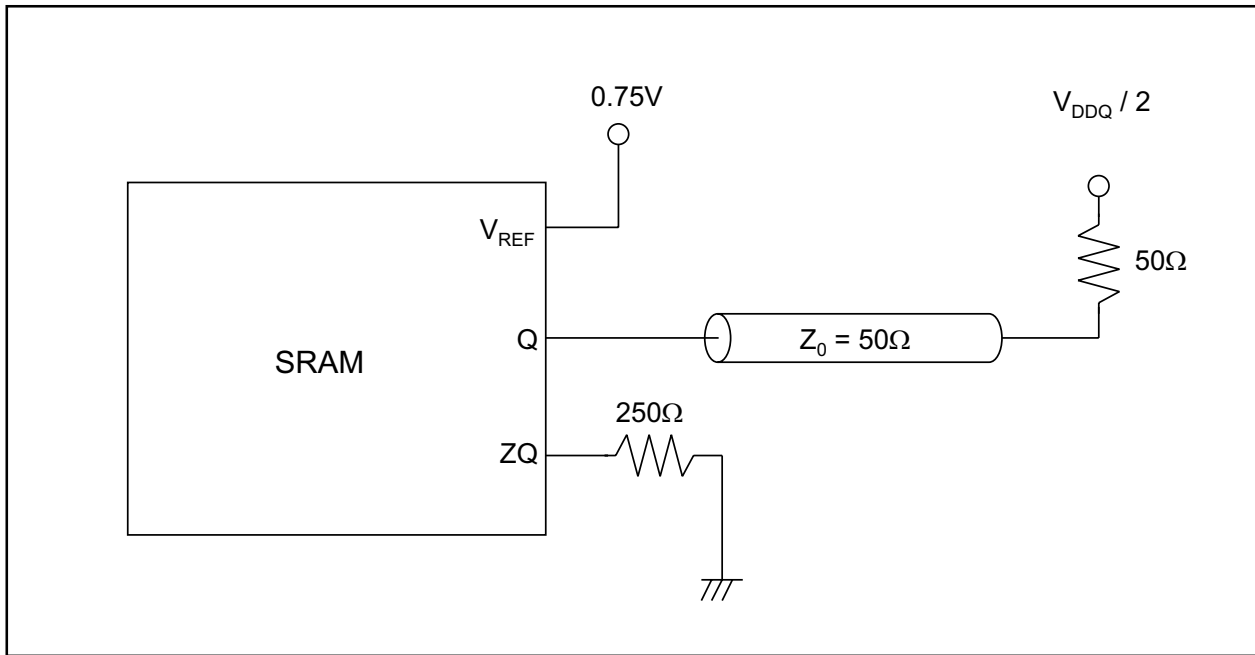 0.75V
V_DDQ / 2
V_REF
50Ω
Q
Z_0 = 50Ω
SRAM
250Ω
ZQ